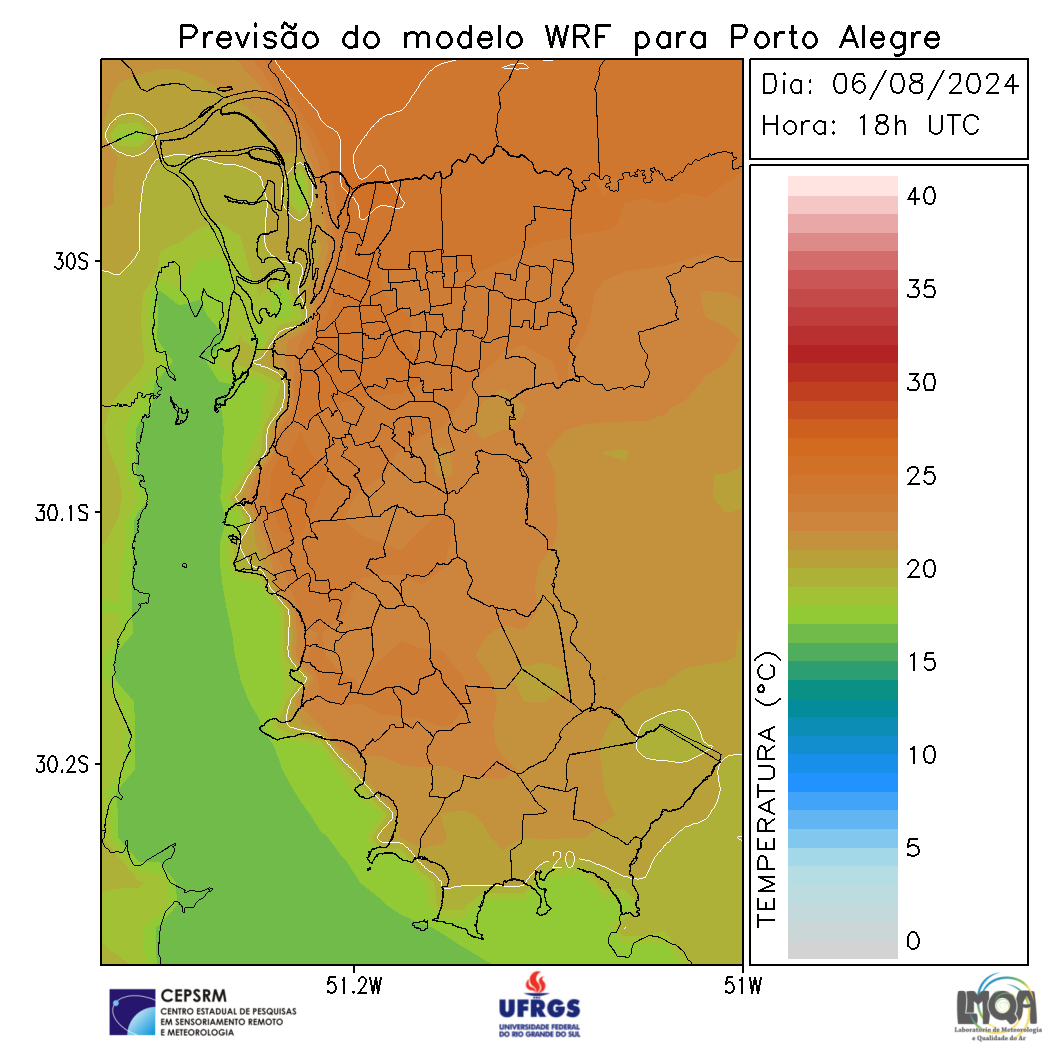 Previsão do modelo WRF para Porto Alegre
Dia: 06/08/2024
Hora: 18h UTC
30S
30.1S
30.2S
51.2W
51W
20
TEMPERATURA (°C)
40
35
30
25
20
15
10
5
0
CEPSRM
CENTRO ESTADUAL DE PESQUISAS
EM SENSORIAMENTO REMOTO
E METEOROLOGIA
UFRGS
UNIVERSIDADE FEDERAL
DO RIO GRANDE DO SUL
LMQA
Laboratório de Meteorologia
e Qualidade do Ar